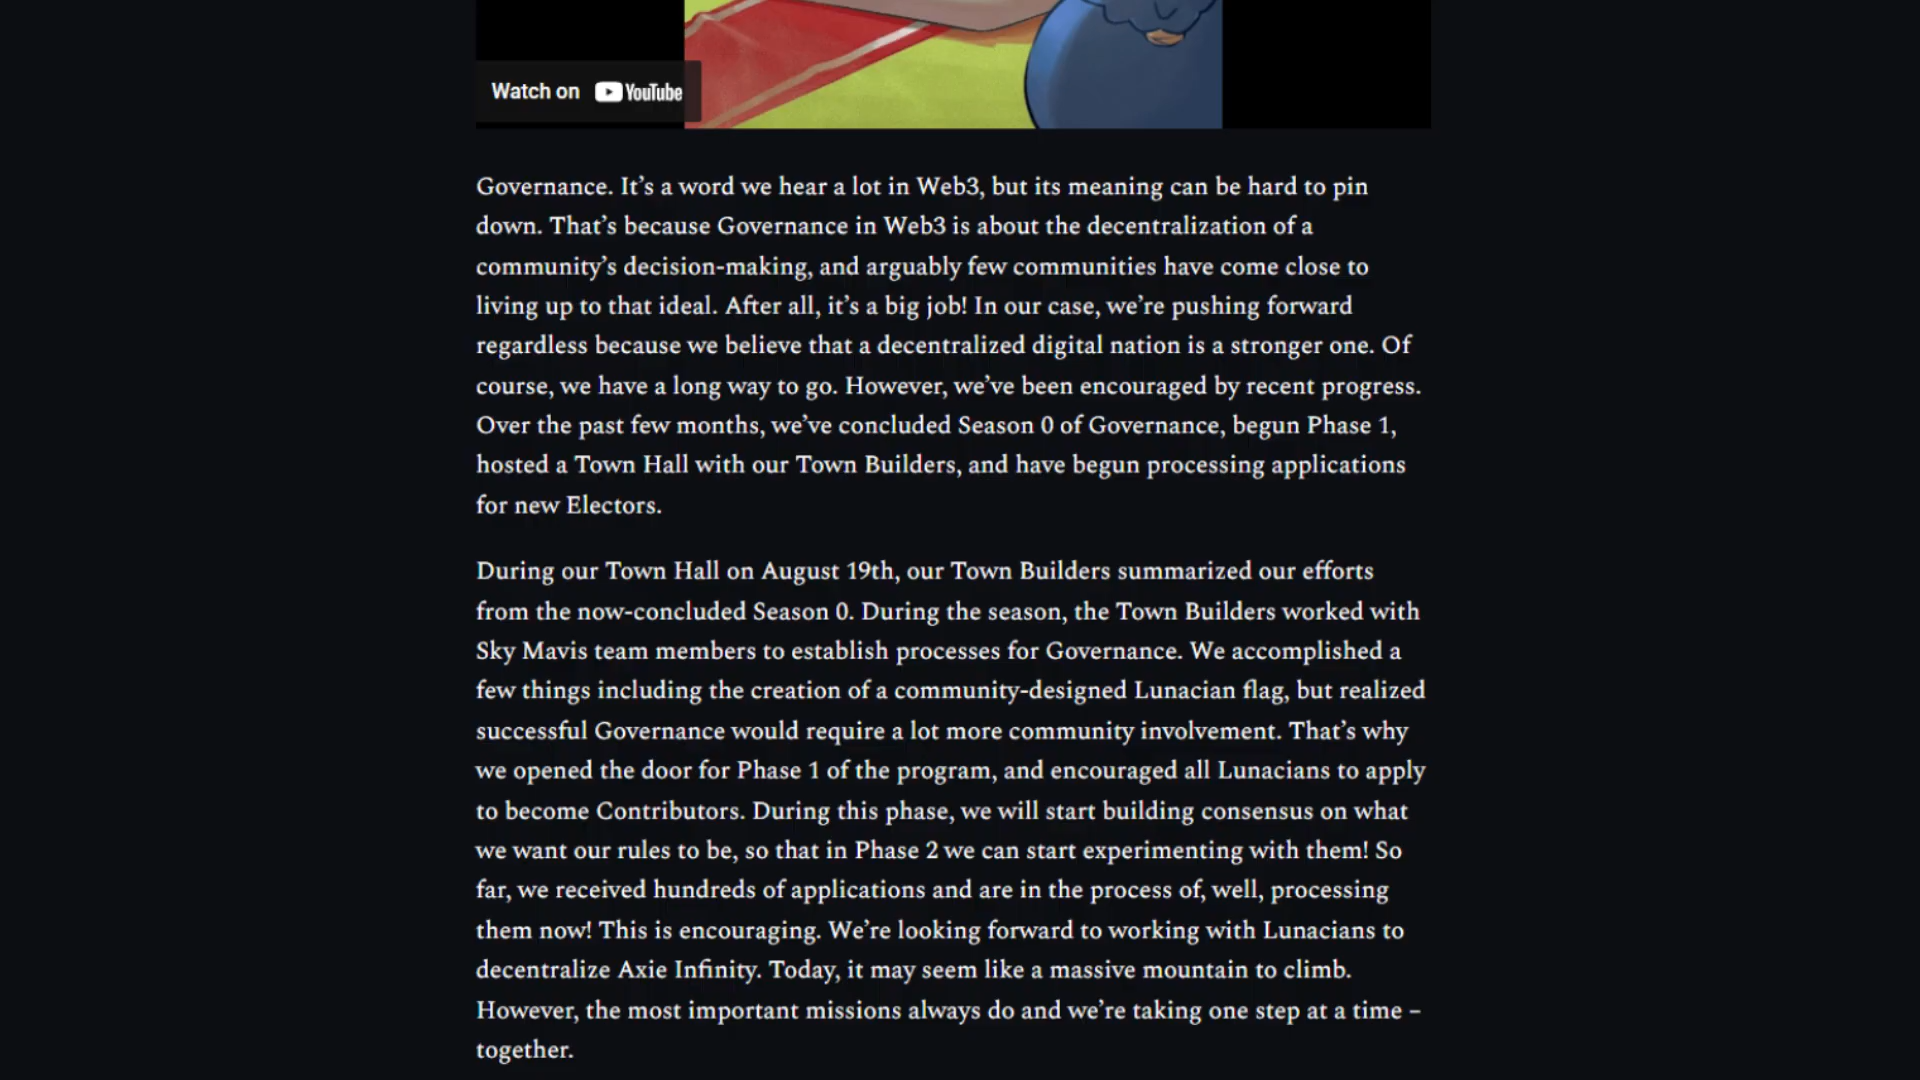 Watch on YouTube
Governance. It’s a word we hear a lot in Web3, but its meaning can be hard to pin
down. That’s because Governance in Web3 is about the decentralization of a
community’s decision-making, and arguably few communities have come close to
living up to that ideal. After all, it’s a big job! In our case, we’re pushing forward
regardless because we believe that a decentralized digital nation is a stronger one. Of
course, we have a long way to go. However, we’ve been encouraged by recent progress.
Over the past few months, we’ve concluded Season 0 of Governance, begun Phase 1,
hosted a Town Hall with our Town Builders, and have begun processing applications
for new Electors.
During our Town Hall on August 19th, our Town Builders summarized our efforts
from the now-concluded Season 0. During the season, the Town Builders worked with
Sky Mavis team members to establish processes for Governance. We accomplished a
few things including the creation of a community-designed Lunacian flag, but realized
successful Governance would require a lot more community involvement. That’s why
we opened the door for Phase 1 of the program, and encouraged all Lunacians to apply
to become Contributors. During this phase, we will start building consensus on what
we want our rules to be, so that in Phase 2 we can start experimenting with them! So
far, we received hundreds of applications and are in the process of, well, processing
them now! This is encouraging. We’re looking forward to working with Lunacians to
decentralize Axie Infinity. Today, it may seem like a massive mountain to climb.
However, the most important missions always do and we’re taking one step at a time –
together.